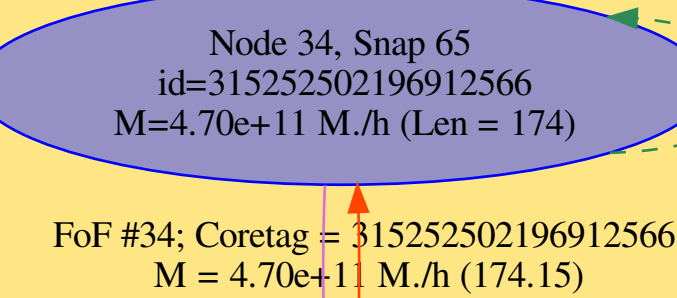 Node 34, Snap 65
id=315252502196912566
M=4.70e+11 M./h (Len = 174)
FoF #34; Coretag = 315252502196912566
M = 4.70e+11 M./h (174.15)